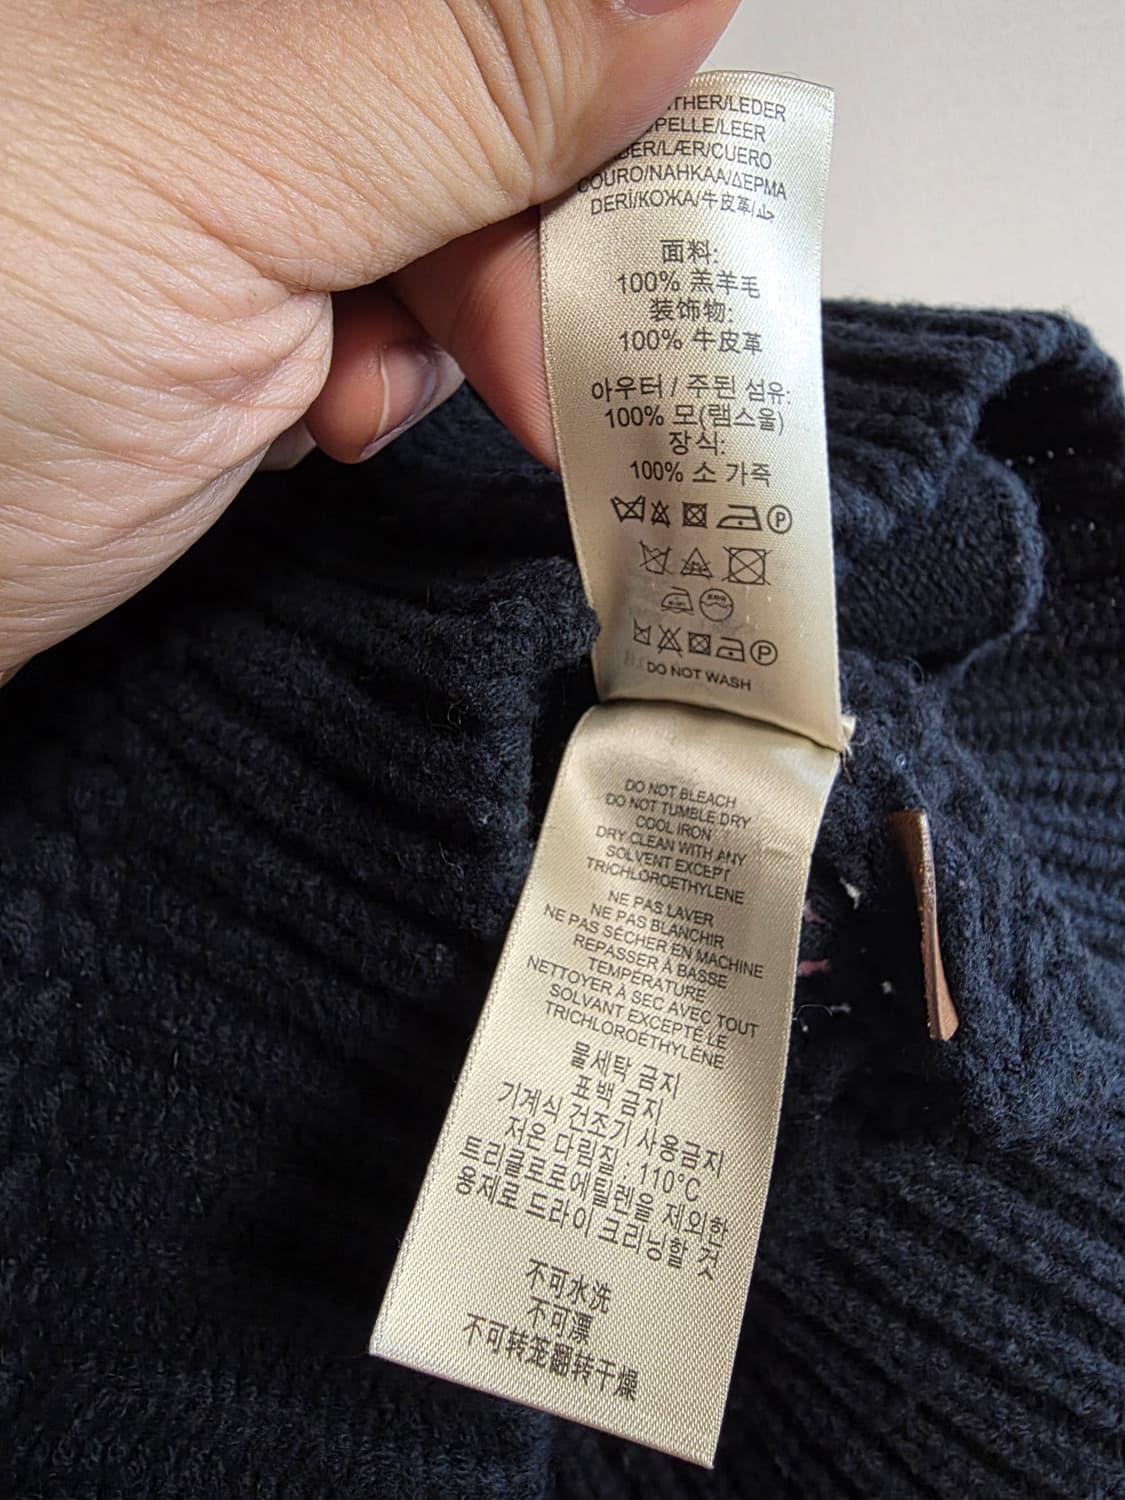 THER/LEDER
PELLE/LEER
BER/LÆR/CUERO
COURO/NAHKAA/ΔΕΡΜΑ
DERİ/КОЖА/牛皮革/
面料:
100% 羔羊毛
装饰物:
100% 牛皮革
아우터 / 주된 섬유:
100% 모(램스울)
장식:
100% 소 가죽
P
P
DO NOT WASH
DO NOT BLEACH
DO NOT TUMBLE DRY
COOL IRON
DRY CLEAN WITH ANY
SOLVENT EXCEPT
TRICHLOROETHYLENE
NE PAS LAVER
NE PAS BLANCHIR
NE PAS SÉCHER EN MACHINE
REPASSER À BASSE
TEMPÉRATURE
NETTOYER À SEC AVEC TOUT
SOLVANT EXCEPTÉ LE
TRICHLOROETHYLÈNE
물세탁 금지
표백 금지
기계식 건조기 사용금지
저온 다림질 : 110°C
트리클로로에틸렌을 제외한
용제로 드라이 크리닝할 것
不可水洗
不可漂
不可转笼翻转干燥